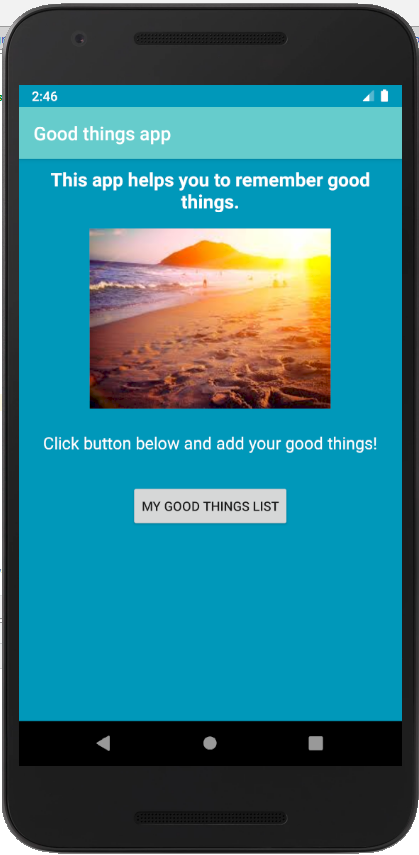 2:46
Good things app
This app helps you to remember good
things.
Click button below and add your good things!
MY GOOD THINGS LIST